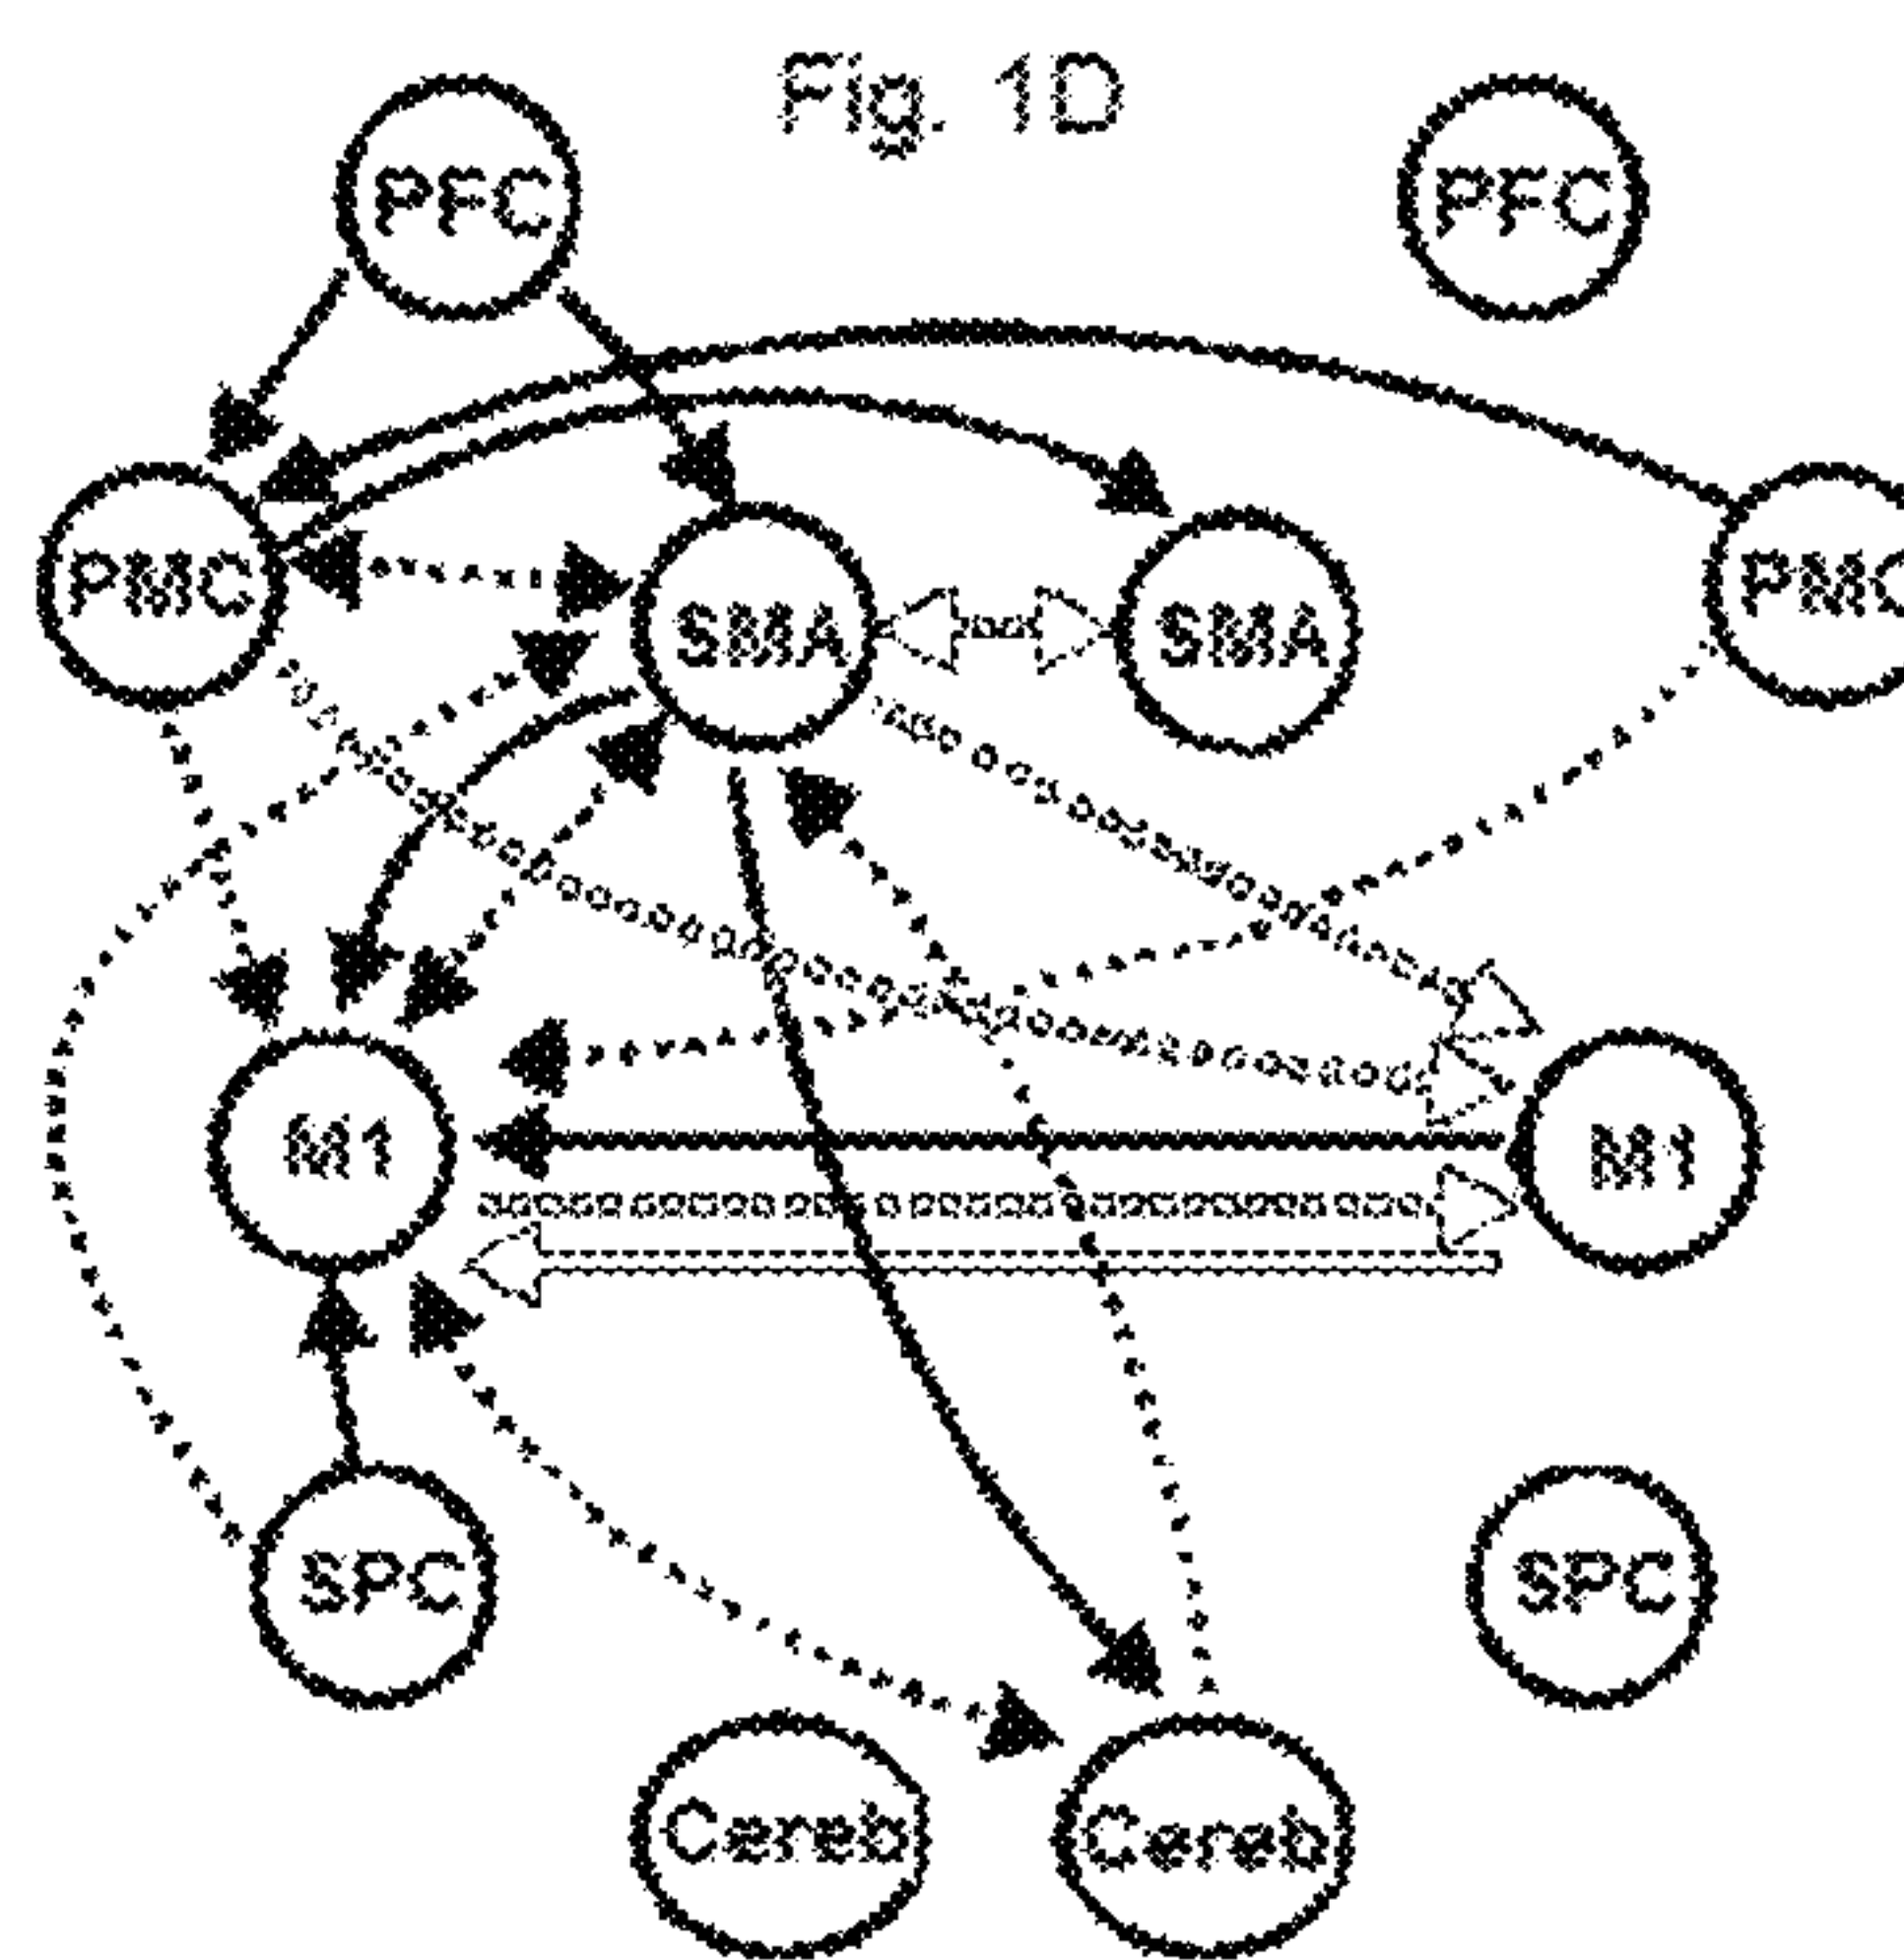 Fig. 1D
PFC PFC
PMC SMA SMA PMC
M1 M1
SPC SPC
Cereb Cereb